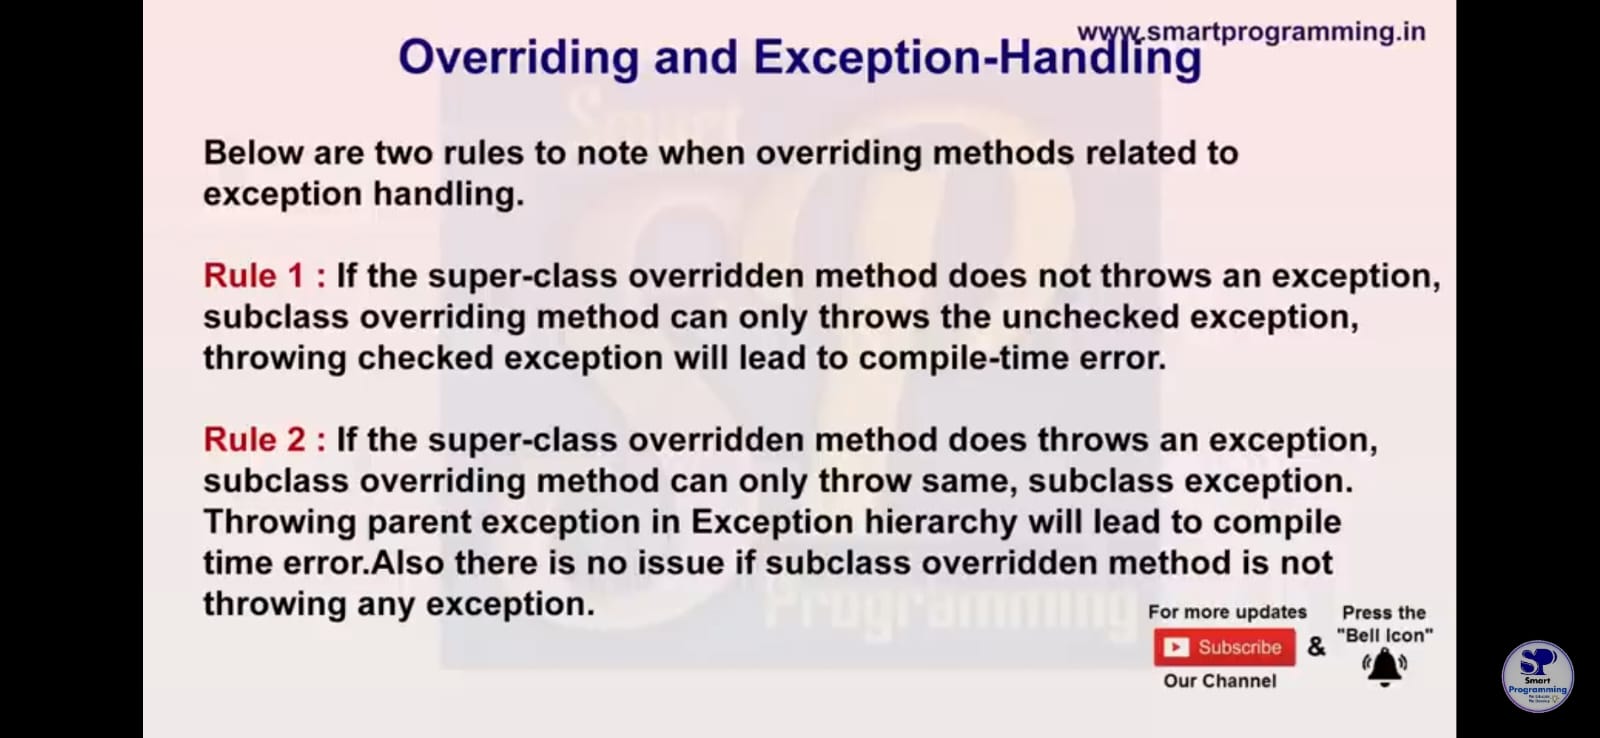 www.smartprogramming.in
Overriding and Exception-Handling
Below are two rules to note when overriding methods related to
exception handling.
Rule 1 : If the super-class overridden method does not throws an exception,
subclass overriding method can only throws the unchecked exception,
throwing checked exception will lead to compile-time error.
Rule 2 : If the super-class overridden method does throws an exception,
subclass overriding method can only throw same, subclass exception.
Throwing parent exception in Exception hierarchy will lead to compile
time error.Also there is no issue if subclass overridden method is not
throwing any exception.
Smart
SP
Programming
For more updates
Subscribe
Our Channel
&
Press the
"Bell Icon"
SP
Smart
Programming